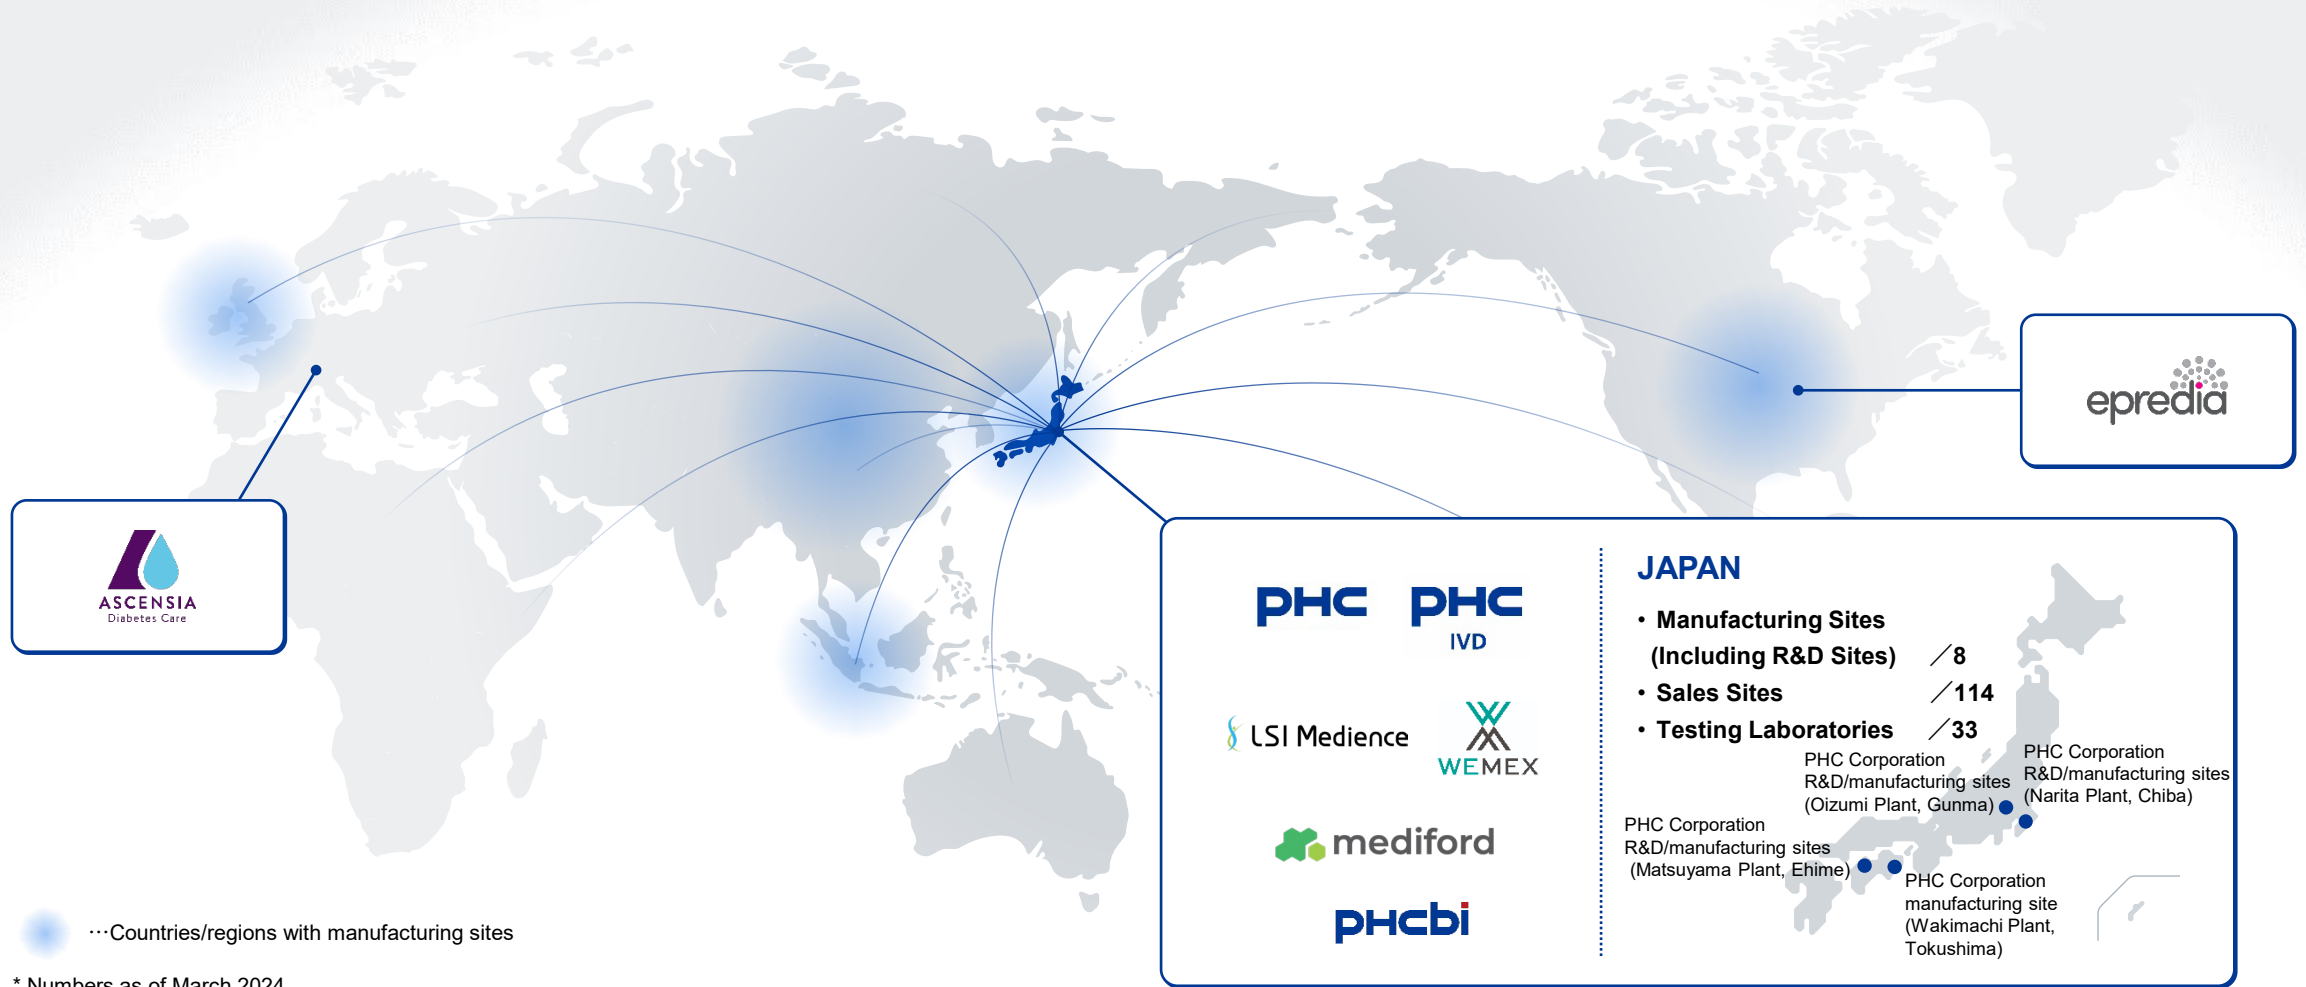 epredia
ASCENSIA
Diabetes Care
PHC
PHC
IVD
LSI Medience
WEMEX
mediford
PHCbi
JAPAN
・Manufacturing Sites
(Including R&D Sites) ／8
・Sales Sites ／114
・Testing Laboratories ／33
PHC Corporation
R&D/manufacturing sites
(Oizumi Plant, Gunma)
PHC Corporation
R&D/manufacturing sites
(Narita Plant, Chiba)
PHC Corporation
R&D/manufacturing sites
(Matsuyama Plant, Ehime)
PHC Corporation
manufacturing site
(Wakimachi Plant,
Tokushima)
…Countries/regions with manufacturing sites
* Numbers as of March 2024